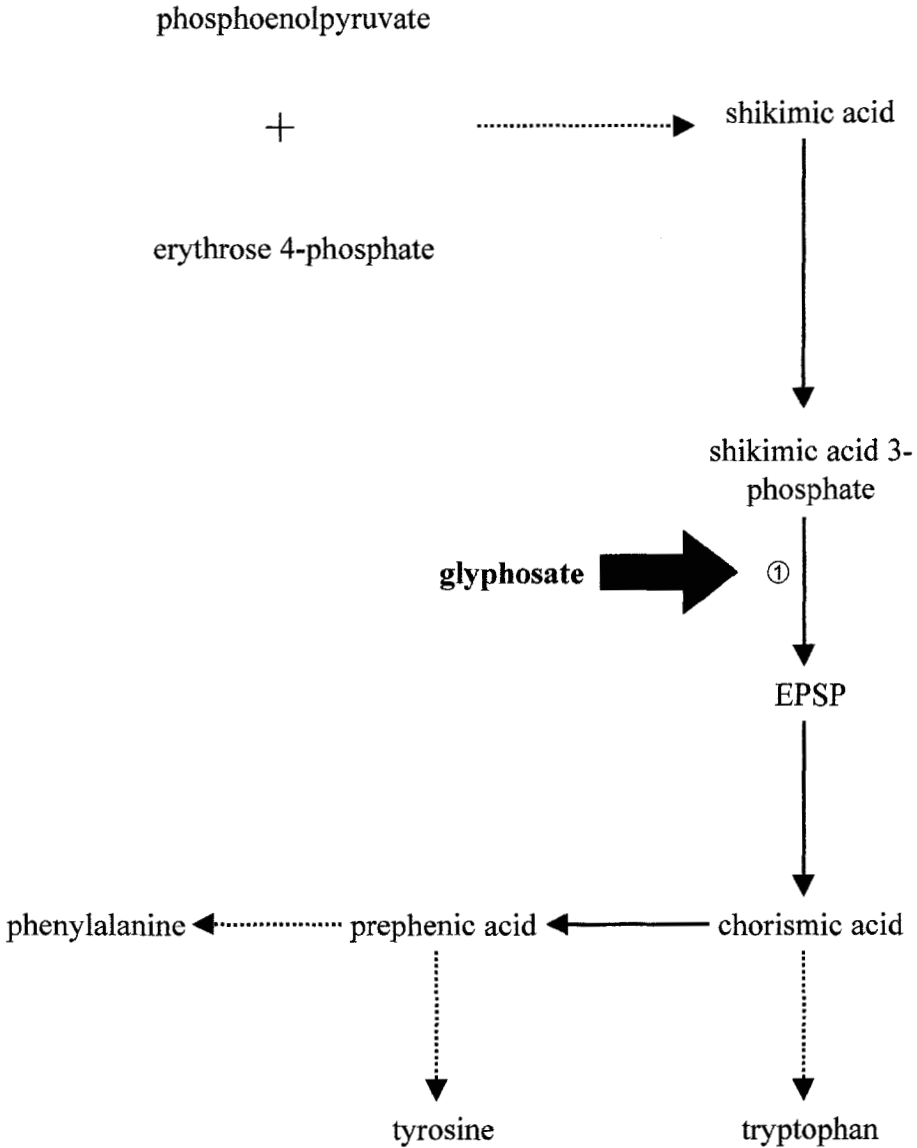 phosphoenolpyruvate
+
shikimic acid
erythrose 4-phosphate
shikimic acid 3-
phosphate
glyphosate
①
EPSP
phenylalanine
prephenic acid
chorismic acid
tyrosine
tryptophan